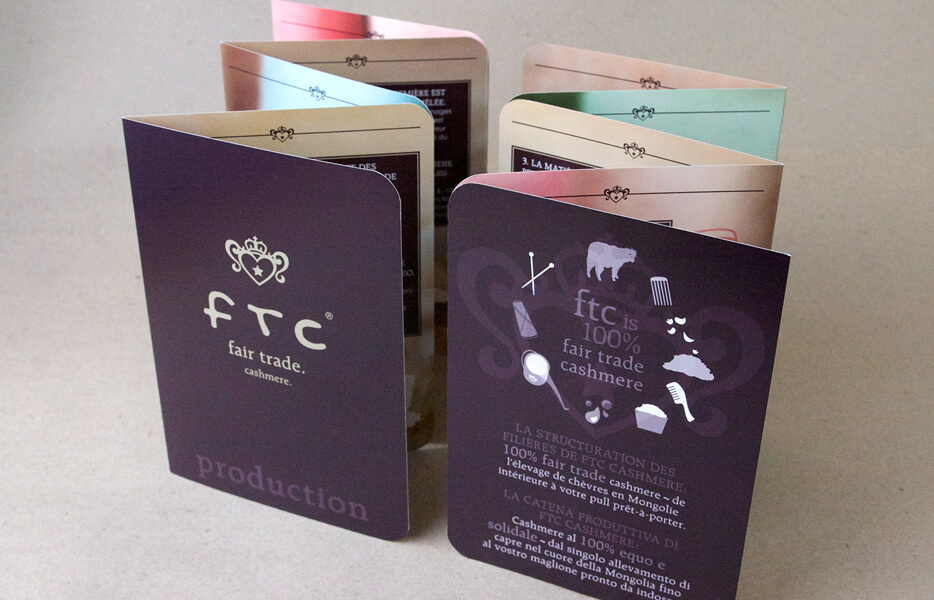 FTC®
fair trade.
cashmere.
production
PREMIÈRE EST
3. LA
ftc is
100%
fair trade
cashmere
LA STRUCTURATION DES
FILIÈRES DE FTC CASHMERE,
100% fair trade cashmere – de
l'élevage de chèvres en Mongolie
intérieure à votre pull prêt-à-porter.
LA CATENA PRODUTTIVA DI
FTC CASHMERE,
Cashmere al 100% equo e
solidale – dal singolo allevamento di
capre nel cuore della Mongolia fino
al vostro maglione pronto da